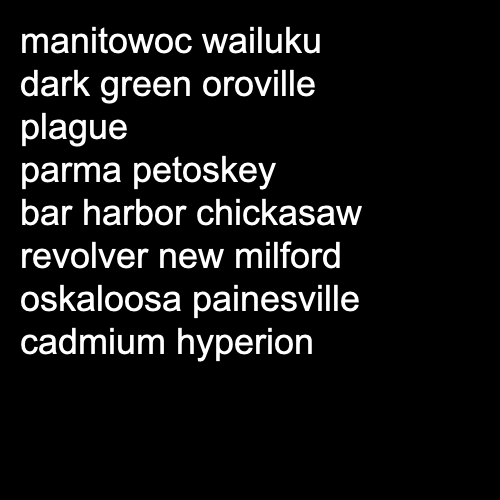 manitowoc wailuku
dark green oroville
plague
parma petoskey
bar harbor chickasaw
revolver new milford
oskaloosa painesville
cadmium hyperion